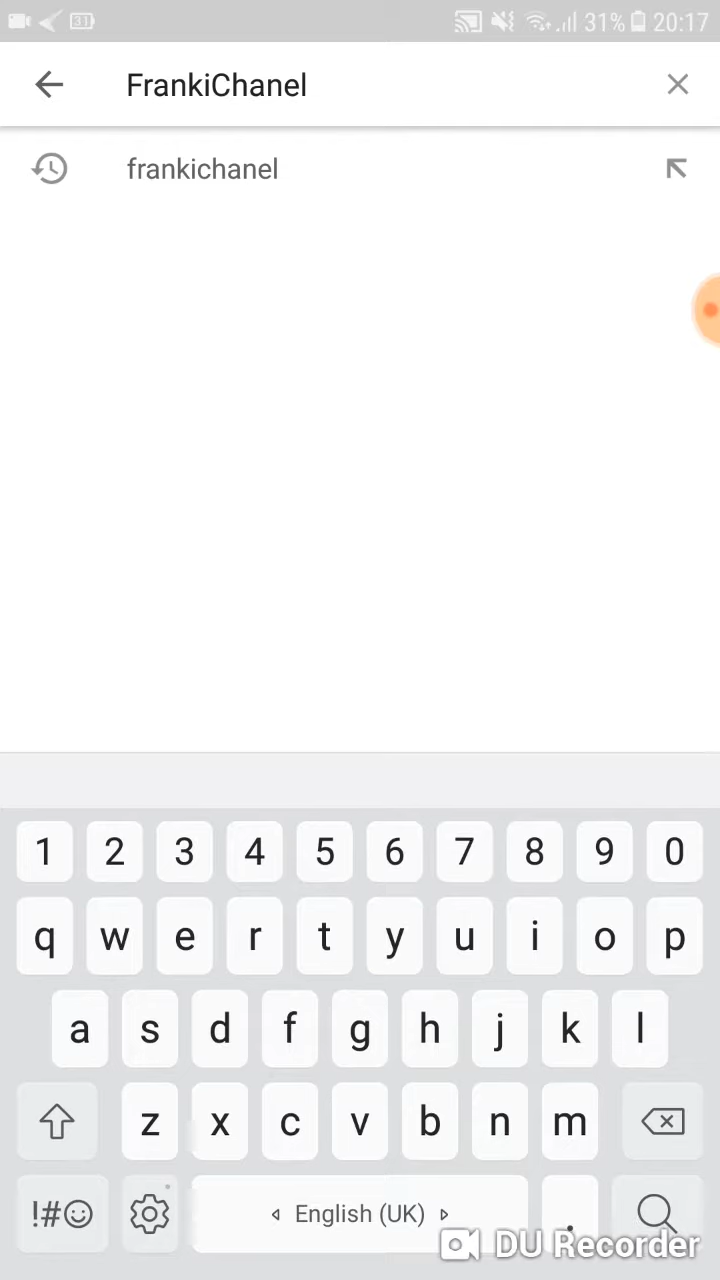 31 31% 20:17
FrankiChanel
frankichanel
1 2 3 4 5 6 7 8 9 0
q w e r t y u i o p
a s d f g h j k l
z x c v b n m
!#☺ English (UK) .
DU Recorder